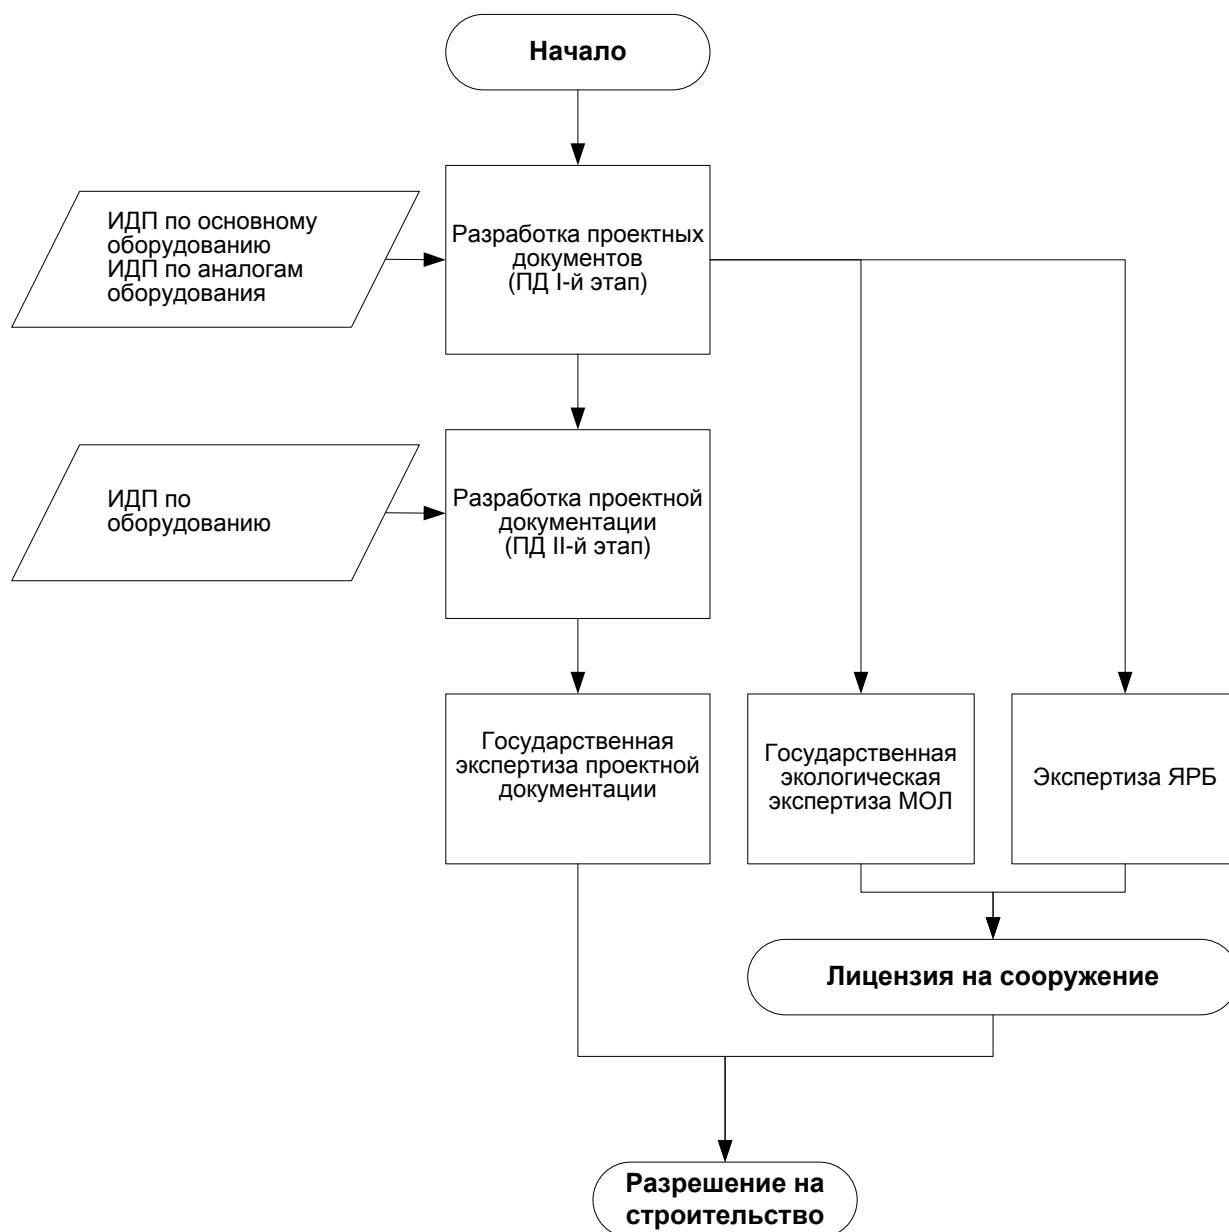 Начало
ИДП по основному
оборудованию
ИДП по аналогам
оборудования
Разработка проектных
документов
(ПД I-й этап)
ИДП по
оборудованию
Разработка проектной
документации
(ПД II-й этап)
Государственная
экспертиза проектной
документации
Государственная
экологическая
экспертиза МОЛ
Экспертиза ЯРБ
Лицензия на сооружение
Разрешение на
строительство